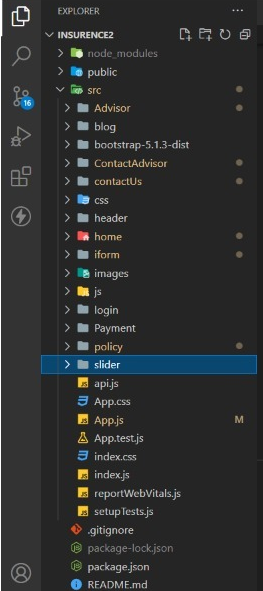 EXPLORER
INSURENCE2
node_modules
public
src
Advisor
blog
bootstrap-5.1.3-dist
ContactAdvisor
contactUs
css
header
home
iform
images
js
login
Payment
policy
slider
api.js
App.css
App.js M
App.test.js
index.css
index.js
reportWebVitals.js
setupTests.js
.gitignore
package-lock.json
package.json
README.md
16